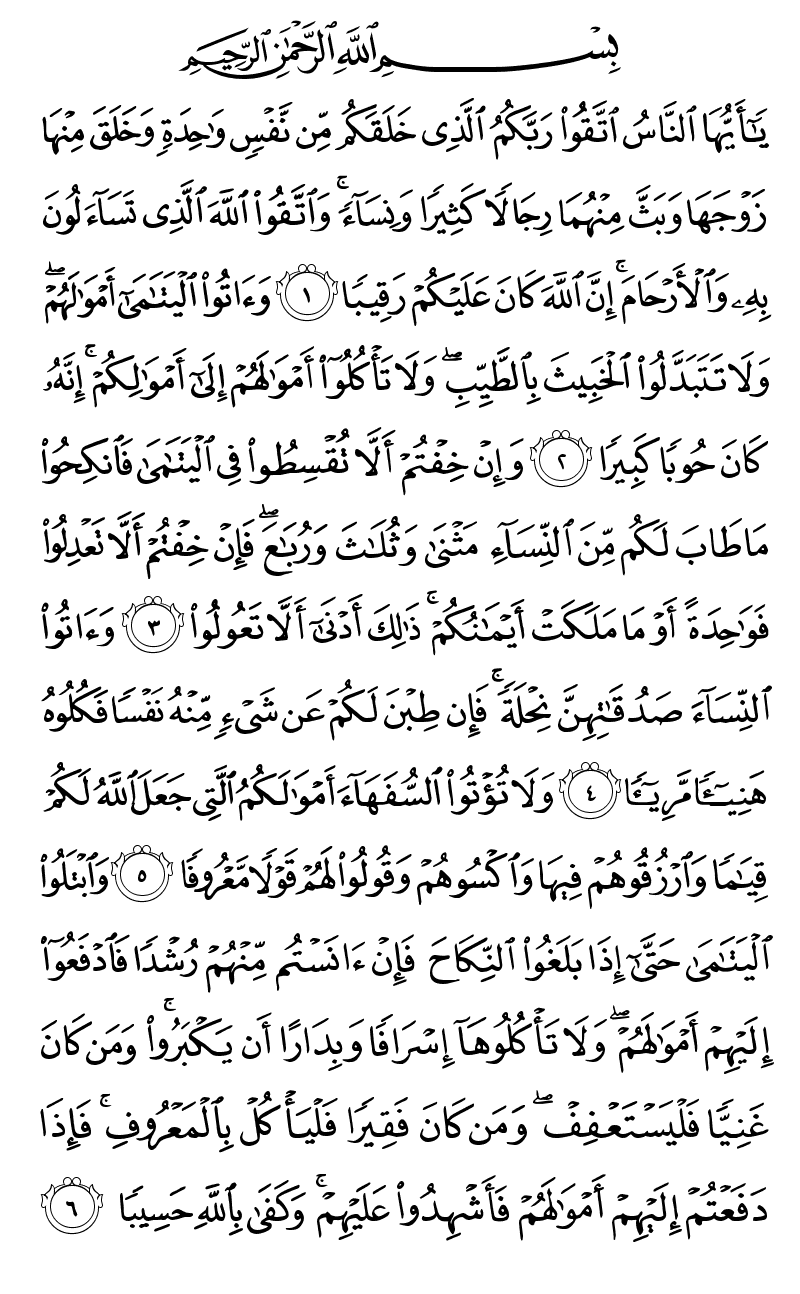 بِسْمِ ٱللَّهِ ٱلرَّحْمَٰنِ ٱلرَّحِيمِ
يَٰٓأَيُّهَا ٱلنَّاسُ ٱتَّقُوا۟ رَبَّكُمُ ٱلَّذِى خَلَقَكُم مِّن نَّفْسٍ وَٰحِدَةٍ وَخَلَقَ مِنْهَا
زَوْجَهَا وَبَثَّ مِنْهُمَا رِجَالًا كَثِيرًا وَنِسَآءً ۚ وَٱتَّقُوا۟ ٱللَّهَ ٱلَّذِى تَسَآءَلُونَ
بِهِۦ وَٱلْأَرْحَامَ ۚ إِنَّ ٱللَّهَ كَانَ عَلَيْكُمْ رَقِيبًا ١ وَءَاتُوا۟ ٱلْيَتَٰمَىٰٓ أَمْوَٰلَهُمْ ۖ
وَلَا تَتَبَدَّلُوا۟ ٱلْخَبِيثَ بِٱلطَّيِّبِ ۖ وَلَا تَأْكُلُوٓا۟ أَمْوَٰلَهُمْ إِلَىٰٓ أَمْوَٰلِكُمْ ۚ إِنَّهُۥ
كَانَ حُوبًا كَبِيرًا ٢ وَإِنْ خِفْتُمْ أَلَّا تُقْسِطُوا۟ فِى ٱلْيَتَٰمَىٰ فَٱنكِحُوا۟
مَا طَابَ لَكُم مِّنَ ٱلنِّسَآءِ مَثْنَىٰ وَثُلَٰثَ وَرُبَٰعَ ۖ فَإِنْ خِفْتُمْ أَلَّا تَعْدِلُوا۟
فَوَٰحِدَةً أَوْ مَا مَلَكَتْ أَيْمَٰنُكُمْ ۚ ذَٰلِكَ أَدْنَىٰٓ أَلَّا تَعُولُوا۟ ٣ وَءَاتُوا۟
ٱلنِّسَآءَ صَدُقَٰتِهِنَّ نِحْلَةً ۚ فَإِن طِبْنَ لَكُمْ عَن شَىْءٍ مِّنْهُ نَفْسًا فَكُلُوهُ
هَنِيٓـًٔا مَّرِيٓـًٔا ٤ وَلَا تُؤْتُوا۟ ٱلسُّفَهَآءَ أَمْوَٰلَكُمُ ٱلَّتِى جَعَلَ ٱللَّهُ لَكُمْ
قِيَٰمًا وَٱرْزُقُوهُمْ فِيهَا وَٱكْسُوهُمْ وَقُولُوا۟ لَهُمْ قَوْلًا مَّعْرُوفًا ٥ وَٱبْتَلُوا۟
ٱلْيَتَٰمَىٰ حَتَّىٰٓ إِذَا بَلَغُوا۟ ٱلنِّكَاحَ فَإِنْ ءَانَسْتُم مِّنْهُمْ رُشْدًا فَٱدْفَعُوٓا۟
إِلَيْهِمْ أَمْوَٰلَهُمْ ۖ وَلَا تَأْكُلُوهَآ إِسْرَافًا وَبِدَارًا أَن يَكْبَرُوا۟ ۚ وَمَن كَانَ
غَنِيًّا فَلْيَسْتَعْفِفْ ۖ وَمَن كَانَ فَقِيرًا فَلْيَأْكُلْ بِٱلْمَعْرُوفِ ۚ فَإِذَا
دَفَعْتُمْ إِلَيْهِمْ أَمْوَٰلَهُمْ فَأَشْهِدُوا۟ عَلَيْهِمْ ۚ وَكَفَىٰ بِٱللَّهِ حَسِيبًا ٦